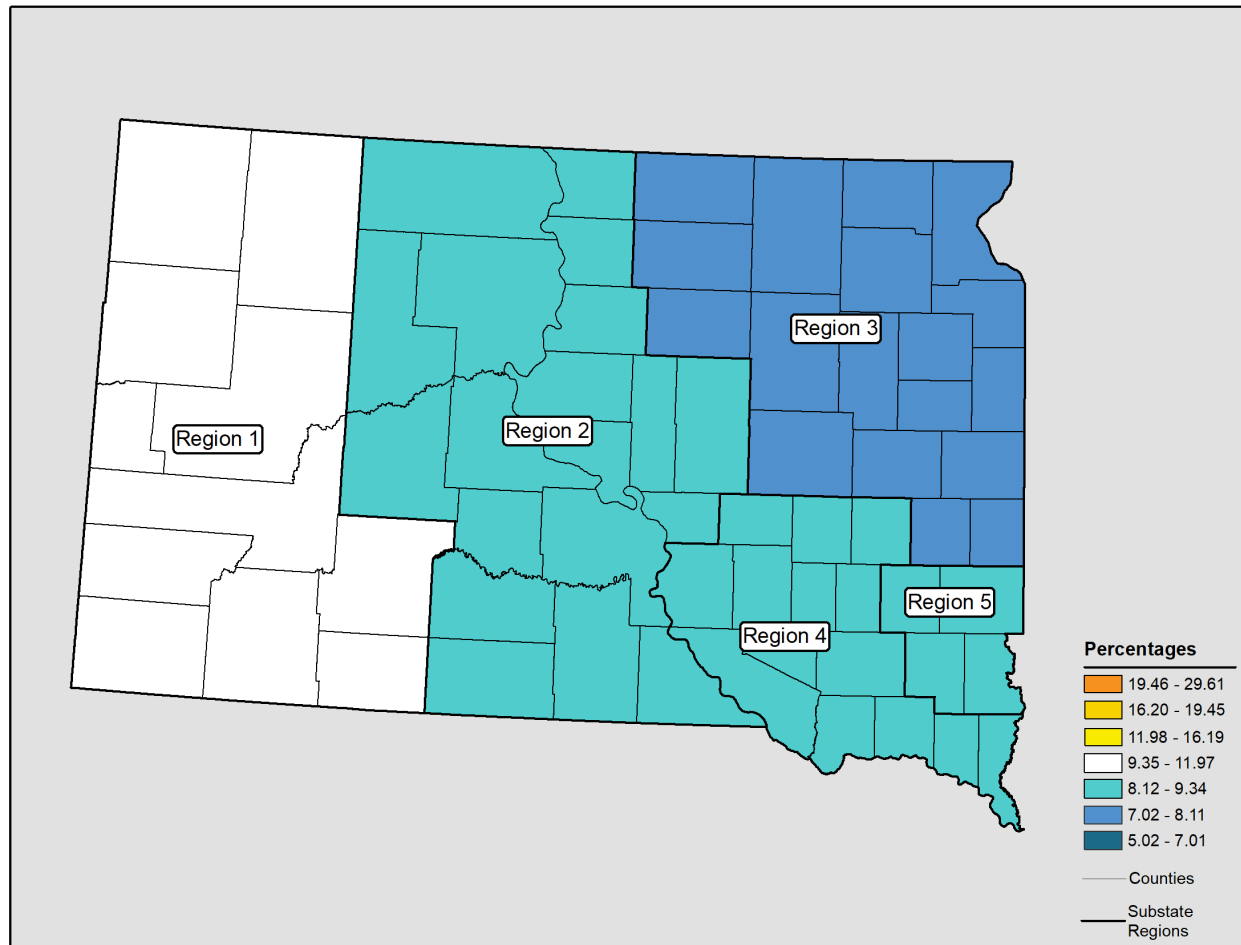 Region 3
Region 1
Region 2
Region 5
Region 4
Percentages
19.46 - 29.61
16.20 - 19.45
11.98 - 16.19
9.35 - 11.97
8.12 - 9.34
7.02 - 8.11
5.02 - 7.01
Counties
Substate
Regions